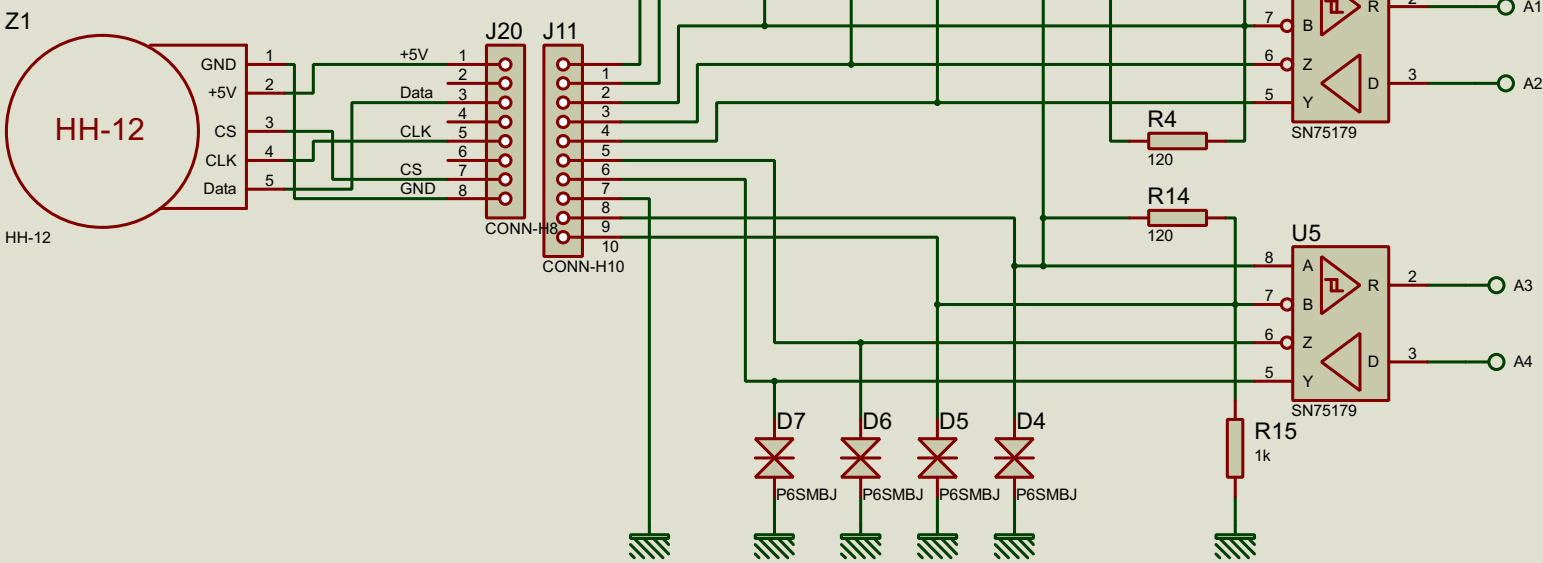 Z1
HH-12
GND 1
+5V 2
CS 3
CLK 4
Data 5
HH-12
J20
+5V 1
2
Data 3
4
CLK 5
6
CS 7
GND 8
CONN-H8
J11
1
2
3
4
5
6
7
8
9
10
CONN-H10
R4
120
R14
120
7 B
6 Z
5 Y
R
D 3
A1
A2
SN75179
U5
8 A
7 B
6 Z
5 Y
R 2
D 3
A3
A4
SN75179
D7
P6SMBJ
D6
P6SMBJ
D5
P6SMBJ
D4
P6SMBJ
R15
1k